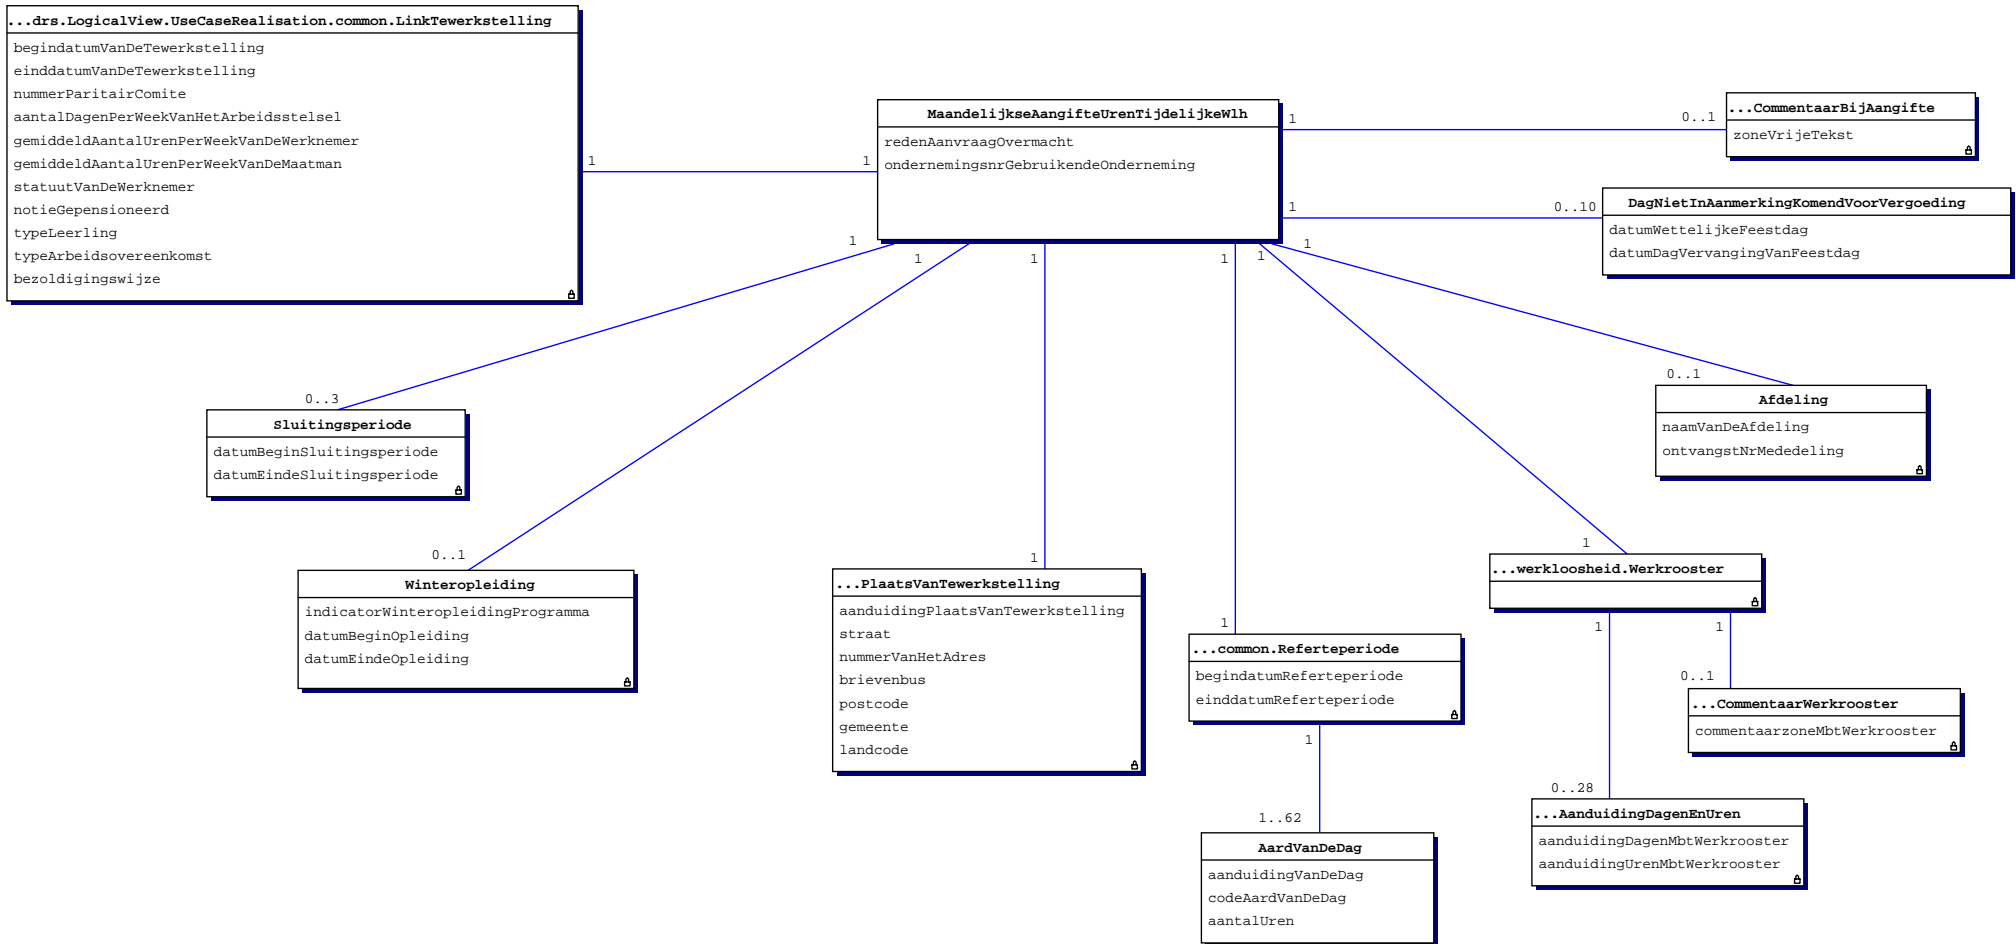 ...drs.LogicalView.UseCaseRealisation.common.LinkTewerkstelling
begindatumVanDeTewerkstelling
einddatumVanDeTewerkstelling
nummerParitairComite
aantalDagenPerWeekVanHetArbeidsstelsel
gemiddeldAantalUrenPerWeekVanDeWerknemer
gemiddeldAantalUrenPerWeekVanDeMaatman
statuutVanDeWerknemer
notieGepensioneerd
typeLeerling
typeArbeidsovereenkomst
bezoldigingswijze
1
1
MaandelijkseAangifteUrenTijdelijkeWlh
redenAanvraagOvermacht
ondernemingsnrGebruikendeOnderneming
1
0..1
...CommentaarBijAangifte
zoneVrijeTekst
1
0..10
DagNietInAanmerkingKomendVoorVergoeding
datumWettelijkeFeestdag
datumDagVervangingVanFeestdag
1
1
1
1
1
1
0..3
Sluitingsperiode
datumBeginSluitingsperiode
datumEindeSluitingsperiode
0..1
Afdeling
naamVanDeAfdeling
ontvangstNrMededeling
0..1
Winteropleiding
indicatorWinteropleidingProgramma
datumBeginOpleiding
datumEindeOpleiding
1
...PlaatsVanTewerkstelling
aanduidingPlaatsVanTewerkstelling
straat
nummerVanHetAdres
brievenbus
postcode
gemeente
landcode
1
...common.Referteperiode
begindatumReferteperiode
einddatumReferteperiode
1
1..62
AardVanDeDag
aanduidingVanDeDag
codeAardVanDeDag
aantalUren
1
...werkloosheid.Werkrooster
1
1
0..1
...CommentaarWerkrooster
commentaarzoneMbtWerkrooster
0..28
...AanduidingDagenEnUren
aanduidingDagenMbtWerkrooster
aanduidingUrenMbtWerkrooster